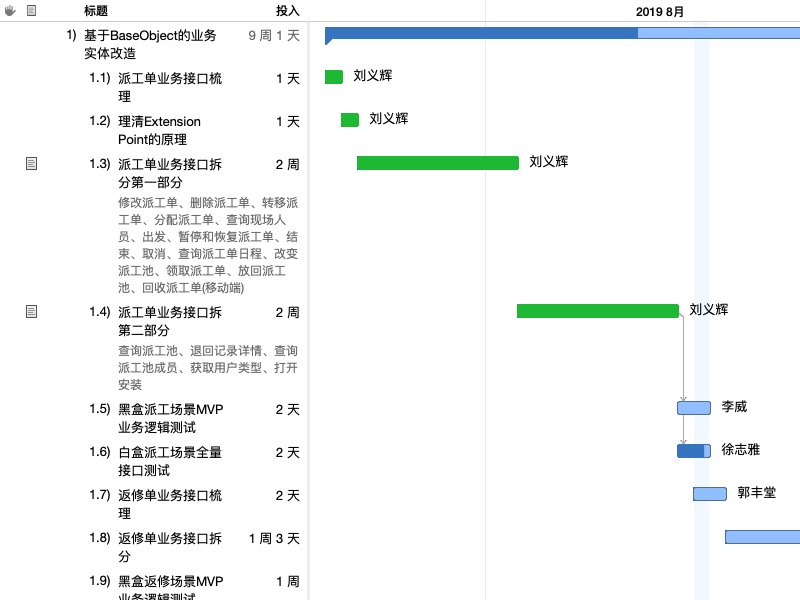 标题 投入 2019 8月
1) 基于BaseObject的业务 9 周 1 天
实体改造
1.1) 派工单业务接口梳 1 天 刘义辉
理
1.2) 理清Extension 1 天 刘义辉
Point的原理
1.3) 派工单业务接口拆 2 周 刘义辉
分第一部分
修改派工单、删除派工单、转移派
工单、分配派工单、查询现场人
员、出发、暂停和恢复派工单、结
束、取消、查询派工单日程、改变
派工池、领取派工单、放回派工
池、回收派工单(移动端)
1.4) 派工单业务接口拆 2 周 刘义辉
第二部分
查询派工池、退回记录详情、查询
派工池成员、获取用户类型、打开
安装
1.5) 黑盒派工场景MVP 2 天 李威
业务逻辑测试
1.6) 白盒派工场景全量 2 天 徐志雅
接口测试
1.7) 返修单业务接口梳 2 天 郭丰堂
理
1.8) 返修单业务接口拆 1 周 3 天
分
1.9) 黑盒返修场景MVP 1 周
业务逻辑测试